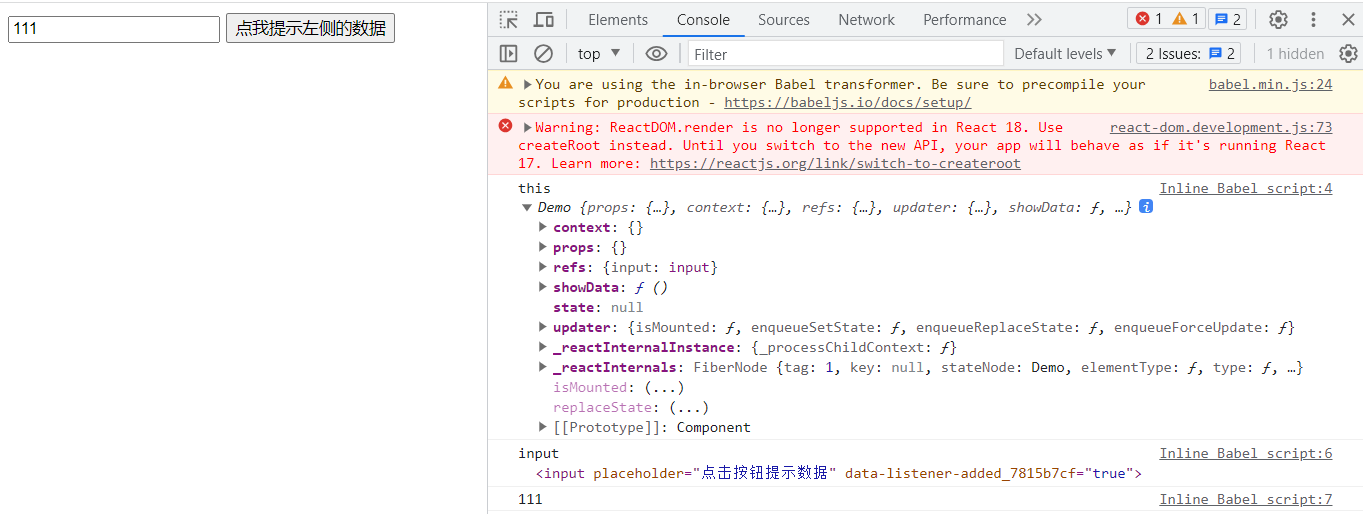 111 点我提示左侧的数据
Elements Console Sources Network Performance 1 1 2
top Filter Default levels 2 Issues: 2 1 hidden
You are using the in-browser Babel transformer. Be sure to precompile your babel.min.js:24
scripts for production - https://babeljs.io/docs/setup/
Warning: ReactDOM.render is no longer supported in React 18. Use react-dom.development.js:73
createRoot instead. Until you switch to the new API, your app will behave as if it's running React
17. Learn more: https://reactjs.org/link/switch-to-createroot
this Inline Babel script:4
Demo {props: {…}, context: {…}, refs: {…}, updater: {…}, showData: ƒ, …}
context: {}
props: {}
refs: {input: input}
showData: ƒ ()
state: null
updater: {isMounted: ƒ, enqueueSetState: ƒ, enqueueReplaceState: ƒ, enqueueForceUpdate: ƒ}
_reactInternalInstance: {_processChildContext: ƒ}
_reactInternals: FiberNode {tag: 1, key: null, stateNode: Demo, elementType: ƒ, type: ƒ, …}
isMounted: (...)
replaceState: (...)
[[Prototype]]: Component
input Inline Babel script:6
<input placeholder="点击按钮提示数据" data-listener-added_7815b7cf="true">
111 Inline Babel script:7